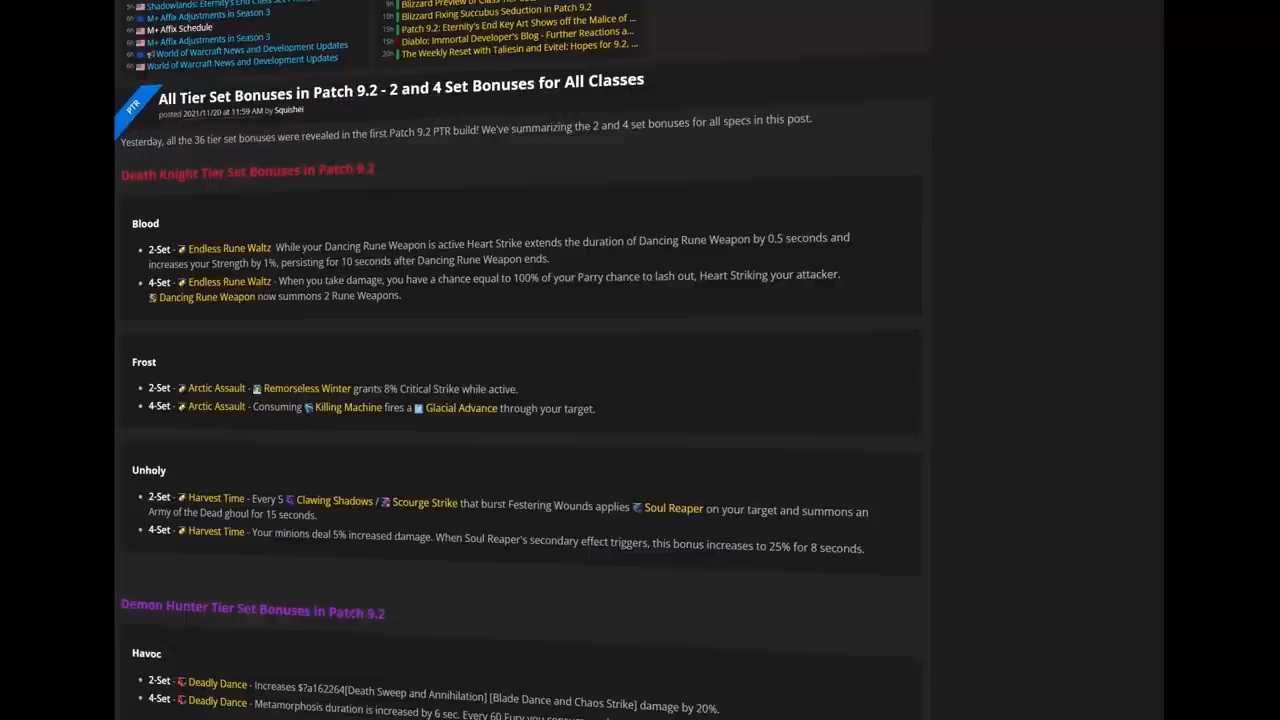 5h Shadowlands: Eternity's End Class Set
6h M+ Affix Adjustments in Season 3
6h M+ Affix Schedule
6h M+ Affix Adjustments in Season 3
6h World of Warcraft News and Development Updates
6h World of Warcraft News and Development Updates
9h Blizzard Preview of Class
10h Blizzard Fixing Succubus Seduction in Patch 9.2
15h Patch 9.2: Eternity's End Key Art Shows off the Malice of ...
15h Diablo: Immortal Developer's Blog - Further Reactions a...
20h The Weekly Reset with Taliesin and Evitel: Hopes for 9.2, ...
PTR
All Tier Set Bonuses in Patch 9.2 - 2 and 4 Set Bonuses for All Classes
posted 2021/11/20 at 11:59 AM by Squishei
Yesterday, all the 36 tier set bonuses were revealed in the first Patch 9.2 PTR build! We've summarizing the 2 and 4 set bonuses for all specs in this post.
Death Knight Tier Set Bonuses in Patch 9.2
Blood
• 2-Set - Endless Rune Waltz While your Dancing Rune Weapon is active Heart Strike extends the duration of Dancing Rune Weapon by 0.5 seconds and
increases your Strength by 1%, persisting for 10 seconds after Dancing Rune Weapon ends.
• 4-Set - Endless Rune Waltz - When you take damage, you have a chance equal to 100% of your Parry chance to lash out, Heart Striking your attacker.
Dancing Rune Weapon now summons 2 Rune Weapons.
Frost
• 2-Set - Arctic Assault - Remorseless Winter grants 8% Critical Strike while active.
• 4-Set - Arctic Assault - Consuming Killing Machine fires a Glacial Advance through your target.
Unholy
• 2-Set - Harvest Time - Every 5 Clawing Shadows / Scourge Strike that burst Festering Wounds applies Soul Reaper on your target and summons an
Army of the Dead ghoul for 15 seconds.
• 4-Set - Harvest Time - Your minions deal 5% increased damage. When Soul Reaper's secondary effect triggers, this bonus increases to 25% for 8 seconds.
Demon Hunter Tier Set Bonuses in Patch 9.2
Havoc
• 2-Set - Deadly Dance - Increases $?a162264[Death Sweep and Annihilation] [Blade Dance and Chaos Strike] damage by 20%.
• 4-Set - Deadly Dance - Metamorphosis duration is increased by 6 sec. Every 60 Fury you